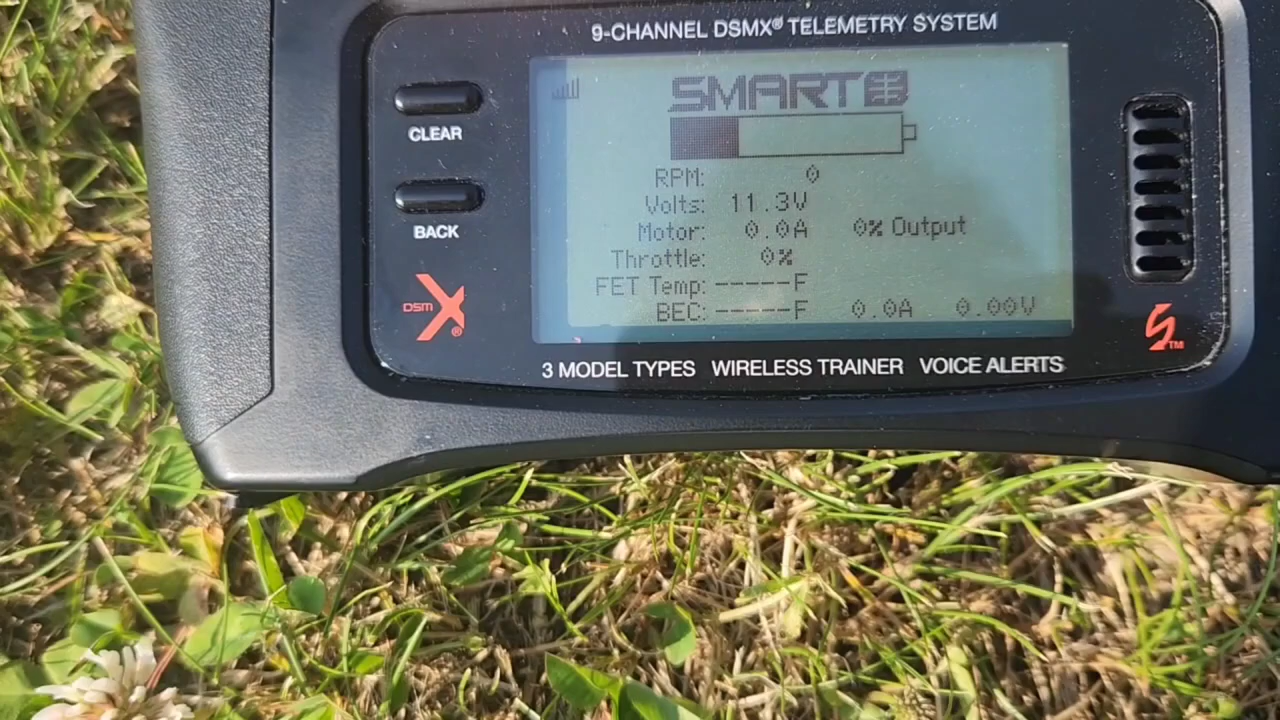 9-CHANNEL DSMX® TELEMETRY SYSTEM
SMART
CLEAR
BACK
DSM X®
RPM: 0
Volts: 11.3V
Motor: 0.0A 0% Output
Throttle: 0%
FET Temp: -----F
BEC: -----F 0.0A 0.00V
TM
3 MODEL TYPES WIRELESS TRAINER VOICE ALERTS